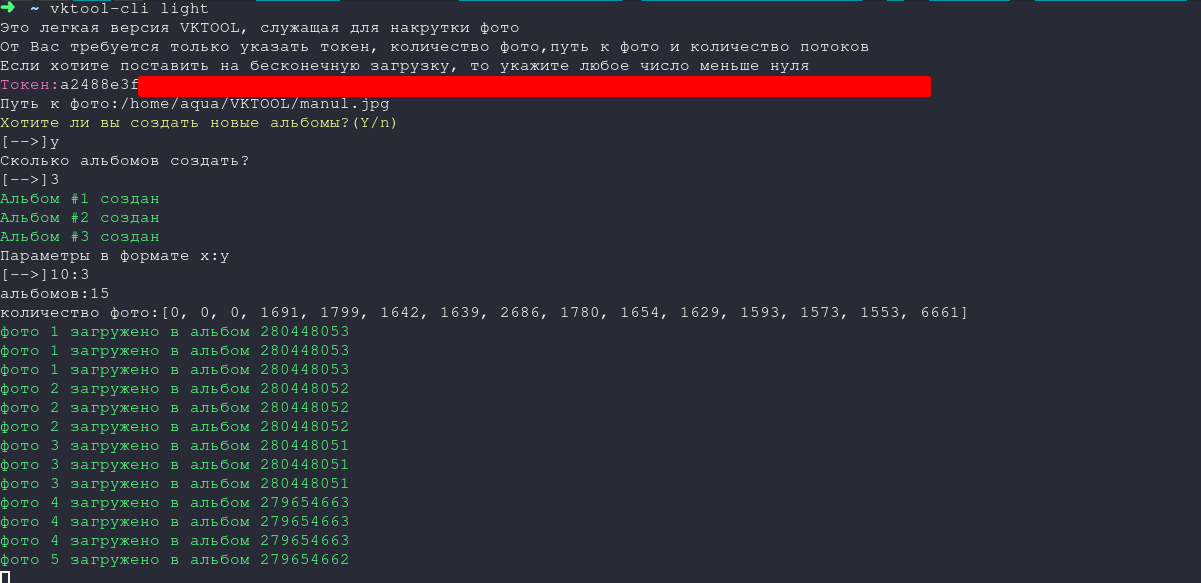 ➜  ~ vktool-cli light
Это легкая версия VKTOOL, служащая для накрутки фото
От Вас требуется только указать токен, количество фото,путь к фото и количество потоков
Если хотите поставить на бесконечную загрузку, то укажите любое число меньше нуля
Токен:a2488e3f
Путь к фото:/home/aqua/VKTOOL/manul.jpg
Хотите ли вы создать новые альбомы?(Y/n)
[-->]y
Сколько альбомов создать?
[-->]3
Альбом #1 создан
Альбом #2 создан
Альбом #3 создан
Параметры в формате x:y
[-->]10:3
альбомов:15
количество фото:[0, 0, 0, 1691, 1799, 1642, 1639, 2686, 1780, 1654, 1629, 1593, 1573, 1553, 6661]
фото 1 загружено в альбом 280448053
фото 1 загружено в альбом 280448053
фото 1 загружено в альбом 280448053
фото 2 загружено в альбом 280448052
фото 2 загружено в альбом 280448052
фото 2 загружено в альбом 280448052
фото 3 загружено в альбом 280448051
фото 3 загружено в альбом 280448051
фото 3 загружено в альбом 280448051
фото 4 загружено в альбом 279654663
фото 4 загружено в альбом 279654663
фото 4 загружено в альбом 279654663
фото 5 загружено в альбом 279654662